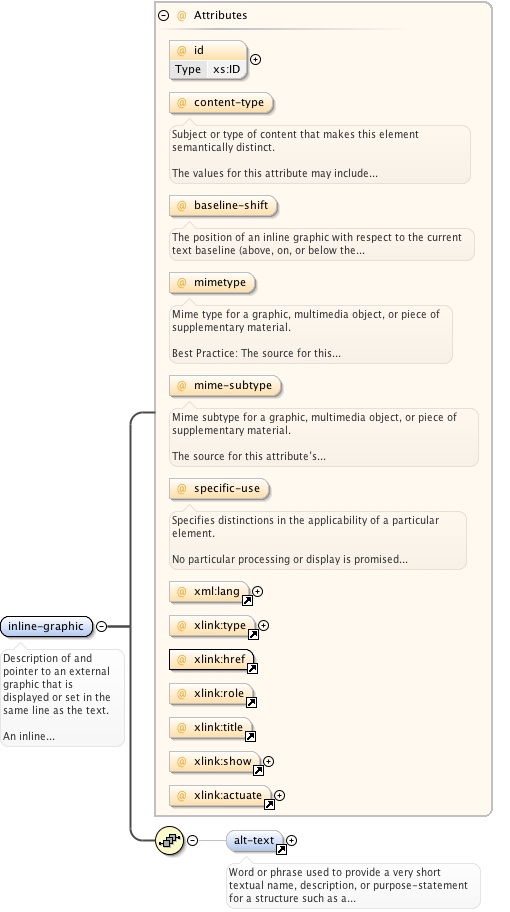 Attributes
@ id
Type xs:ID
@ content-type
Subject or type of content that makes this element
semantically distinct.
The values for this attribute may include...
@ baseline-shift
The position of an inline graphic with respect to the current
text baseline (above, on, or below the...
@ mimetype
Mime type for a graphic, multimedia object, or piece of
supplementary material.
Best Practice: The source for this...
@ mime-subtype
Mime subtype for a graphic, multimedia object, or piece of
supplementary material.
The source for this attribute's...
@ specific-use
Specifies distinctions in the applicability of a particular
element.
No particular processing or display is promised...
@ xml:lang
@ xlink:type
@ xlink:href
@ xlink:role
@ xlink:title
@ xlink:show
@ xlink:actuate
inline-graphic
Description of and
pointer to an external
graphic that is
displayed or set in the
same line as the text.
An inline...
alt-text
Word or phrase used to provide a very short
textual name, description, or purpose-statement
for a structure such as a...